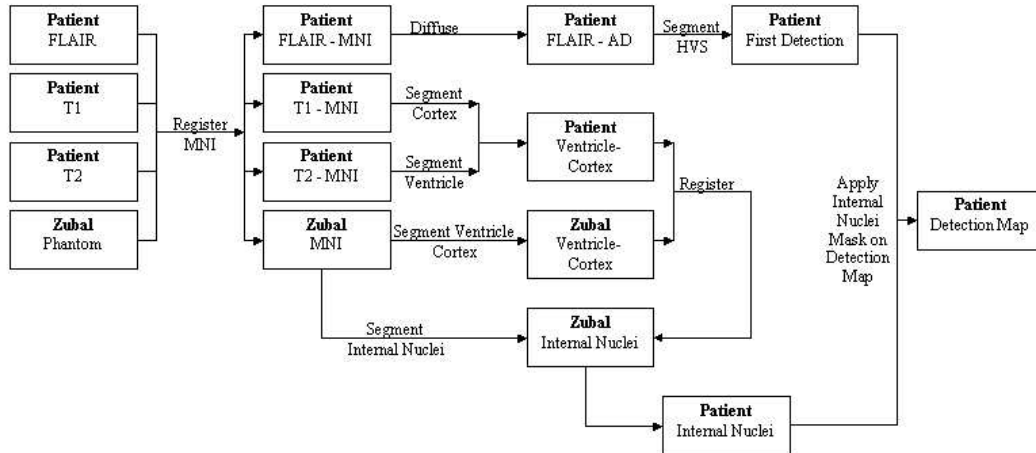 Patient
FLAIR
Patient
T1
Patient
T2
Zubal
Phantom
Register
MNI
Patient
FLAIR - MNI
Patient
T1 - MNI
Patient
T2 - MNI
Zubal
MNI
Diffuse
Segment
Cortex
Segment
Ventricle
Segment Ventricle
Cortex
Segment
Internal Nuclei
Patient
FLAIR - AD
Patient
Ventricle-
Cortex
Zubal
Ventricle-
Cortex
Zubal
Internal Nuclei
Segment
HVS
Register
Patient
First Detection
Patient
Internal Nuclei
Apply
Internal
Nuclei
Mask on
Detection
Map
Patient
Detection Map